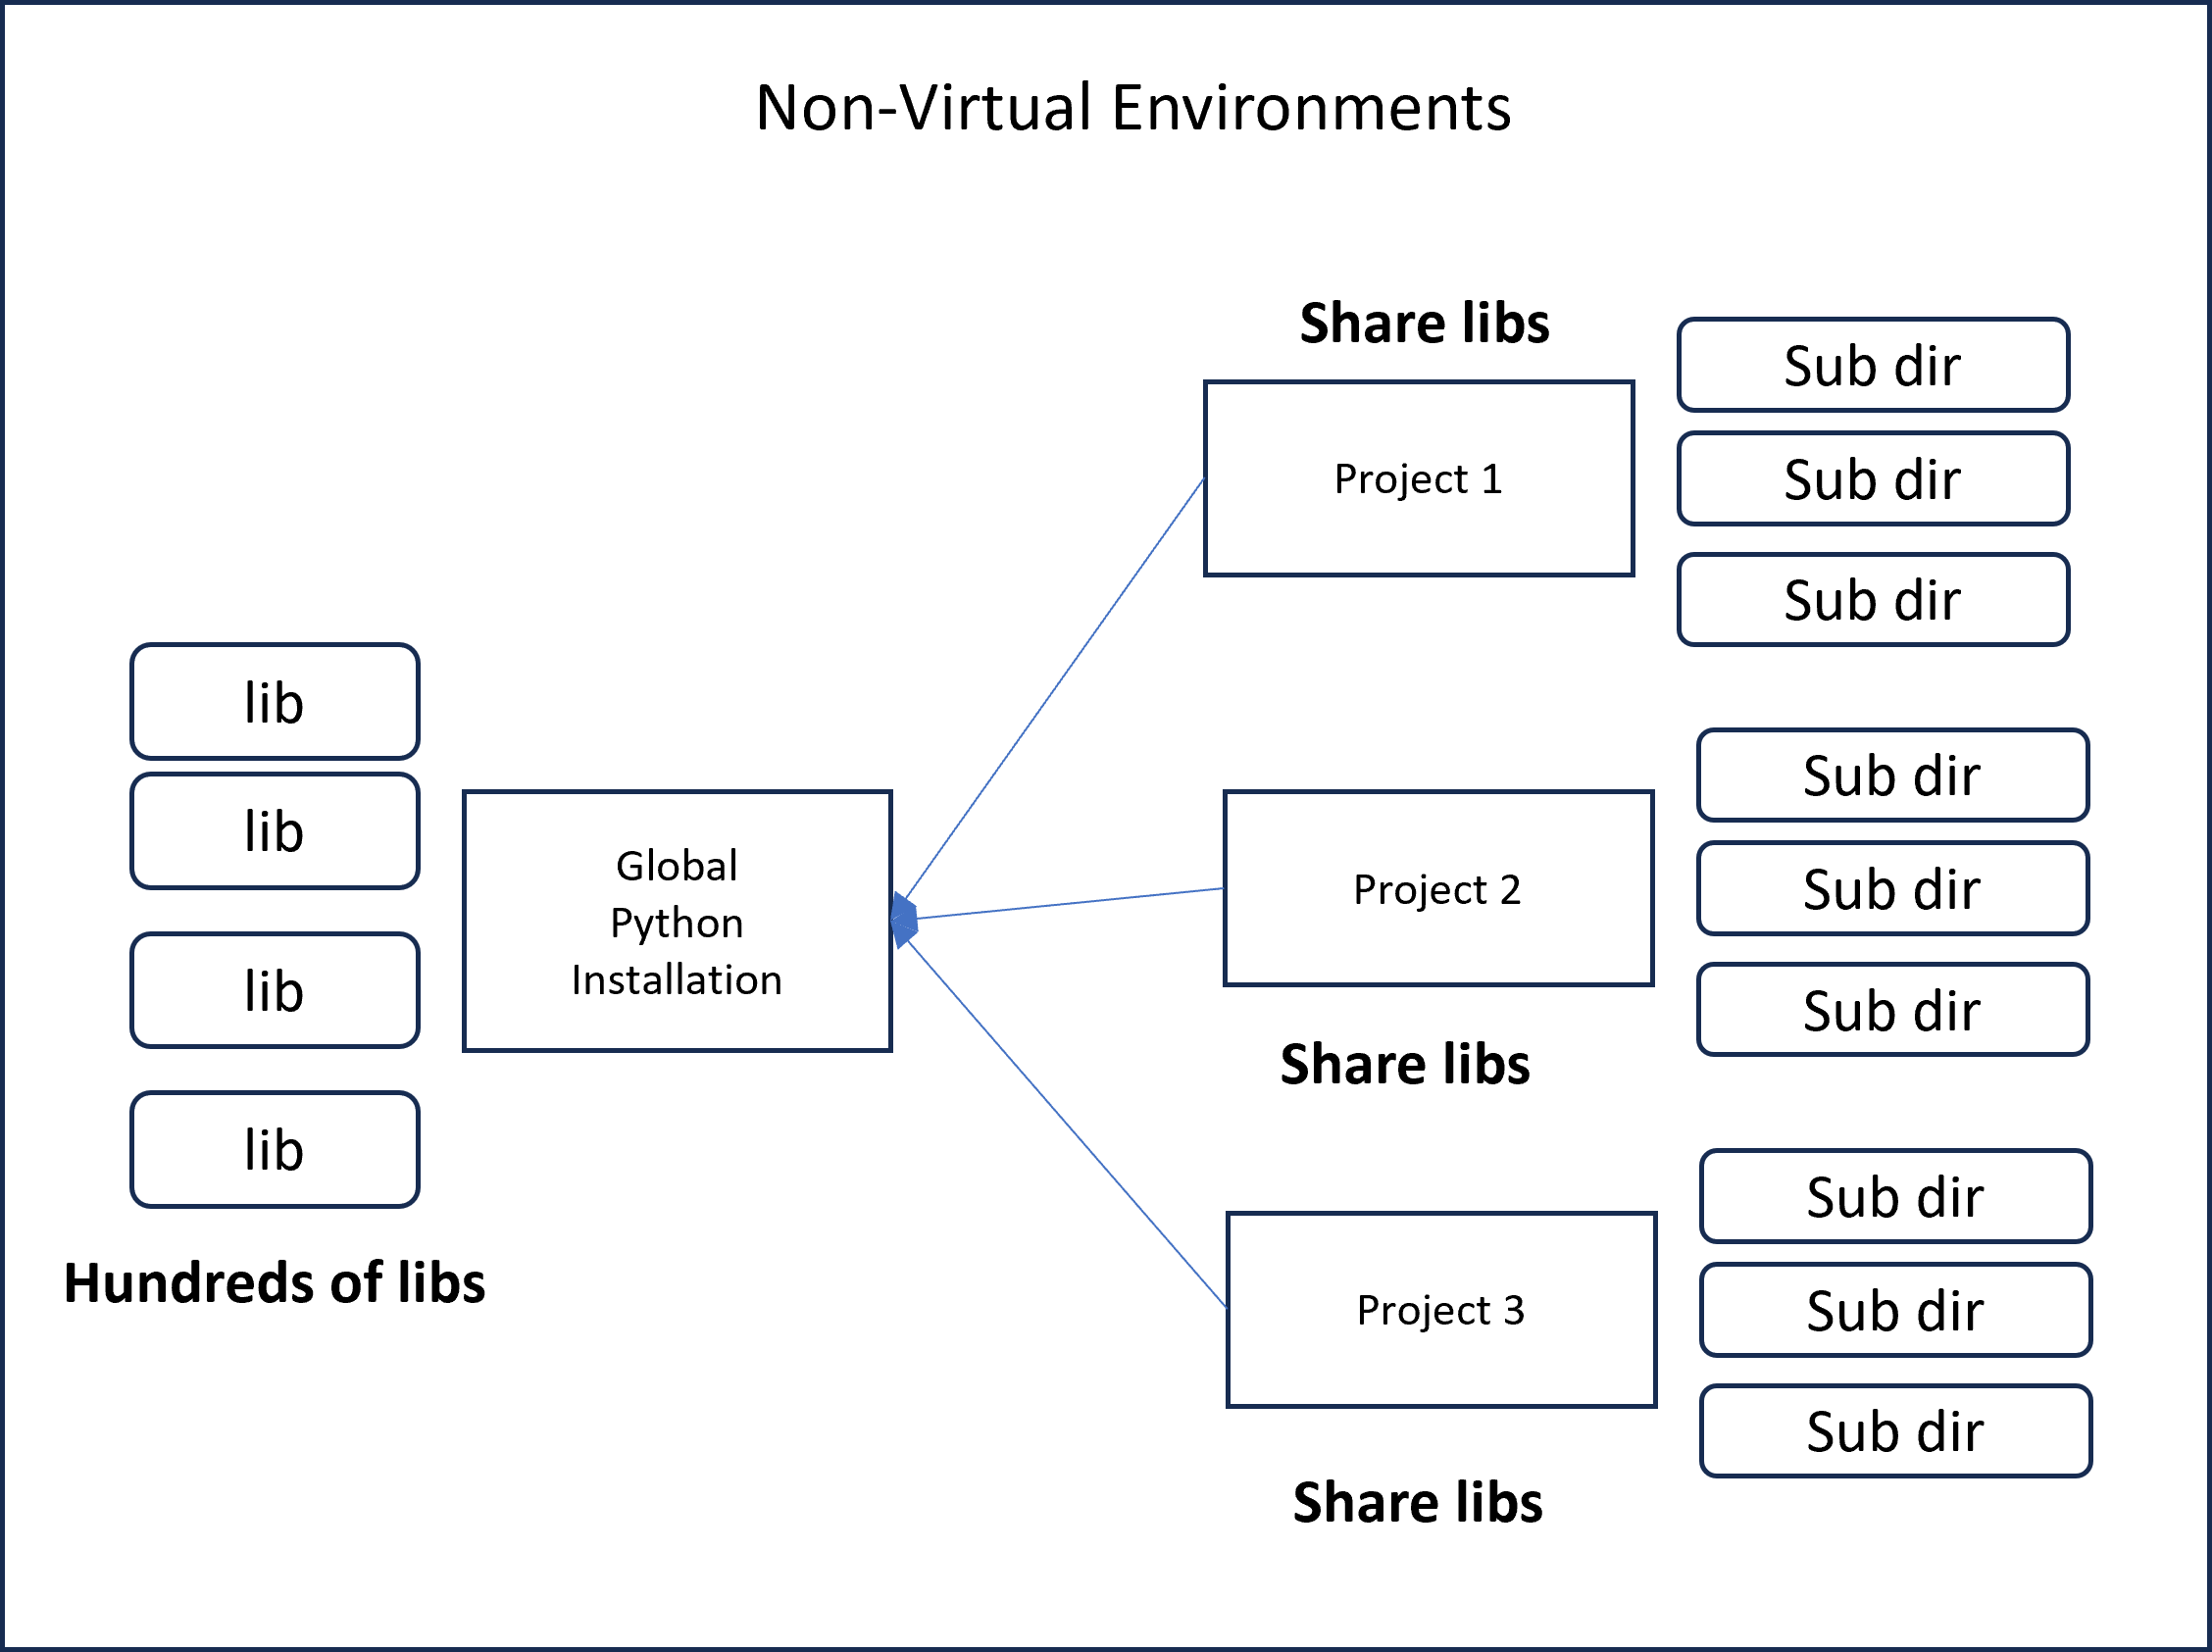 Non-Virtual Environments
Share libs
Project 1
Sub dir
Sub dir
Sub dir
lib
lib
lib
lib
Hundreds of libs
Global
Python
Installation
Project 2
Share libs
Sub dir
Sub dir
Sub dir
Project 3
Share libs
Sub dir
Sub dir
Sub dir